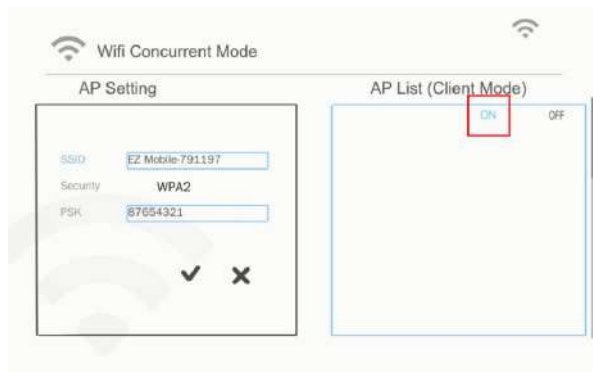 Wifi Concurrent Mode
AP Setting
SSID EZ Mobile-791197
Security WPA2
PSK 87654321
AP List (Client Mode)
ON OFF